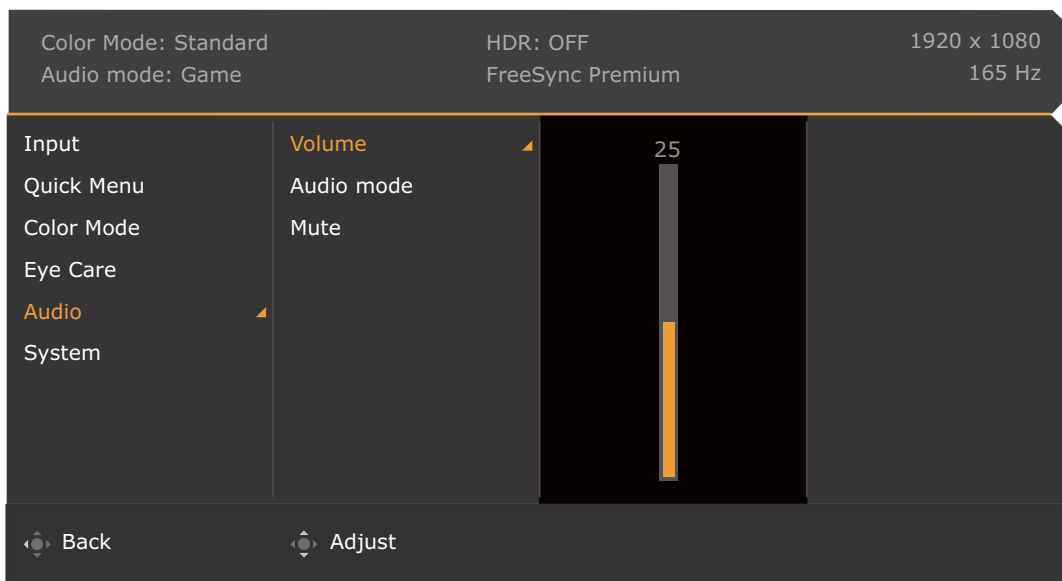 Color Mode: Standard
HDR: OFF
1920 x 1080
Audio mode: Game
FreeSync Premium
165 Hz
Input
Quick Menu
Color Mode
Eye Care
Audio
System
Volume
Audio mode
Mute
25
Back
Adjust